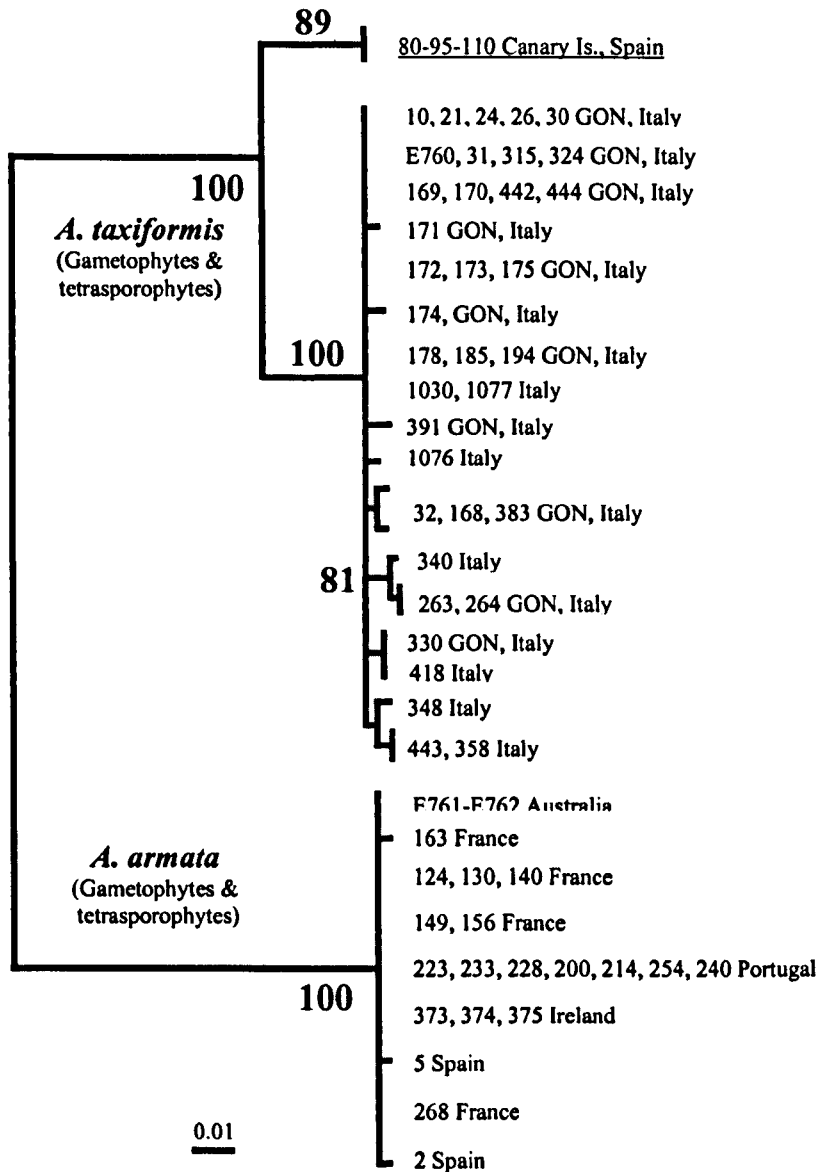 89
80-95-110 Canary Is., Spain
10, 21, 24, 26, 30 GON, Italy
E760, 31, 315, 324 GON, Italy
100
169, 170, 442, 444 GON, Italy
A. taxiformis
(Gametophytes &
tetrasporophytes)
171 GON, Italy
172, 173, 175 GON, Italy
174, GON, Italy
100
178, 185, 194 GON, Italy
1030, 1077 Italy
391 GON, Italy
1076 Italy
32, 168, 383 GON, Italy
340 Italy
81
263, 264 GON, Italy
330 GON, Italy
418 Italy
348 Italy
443, 358 Italy
E761-E762 Australia
163 France
A. armata
(Gametophytes &
tetrasporophytes)
124, 130, 140 France
149, 156 France
223, 233, 228, 200, 214, 254, 240 Portugal
100
373, 374, 375 Ireland
5 Spain
268 France
0.01
2 Spain